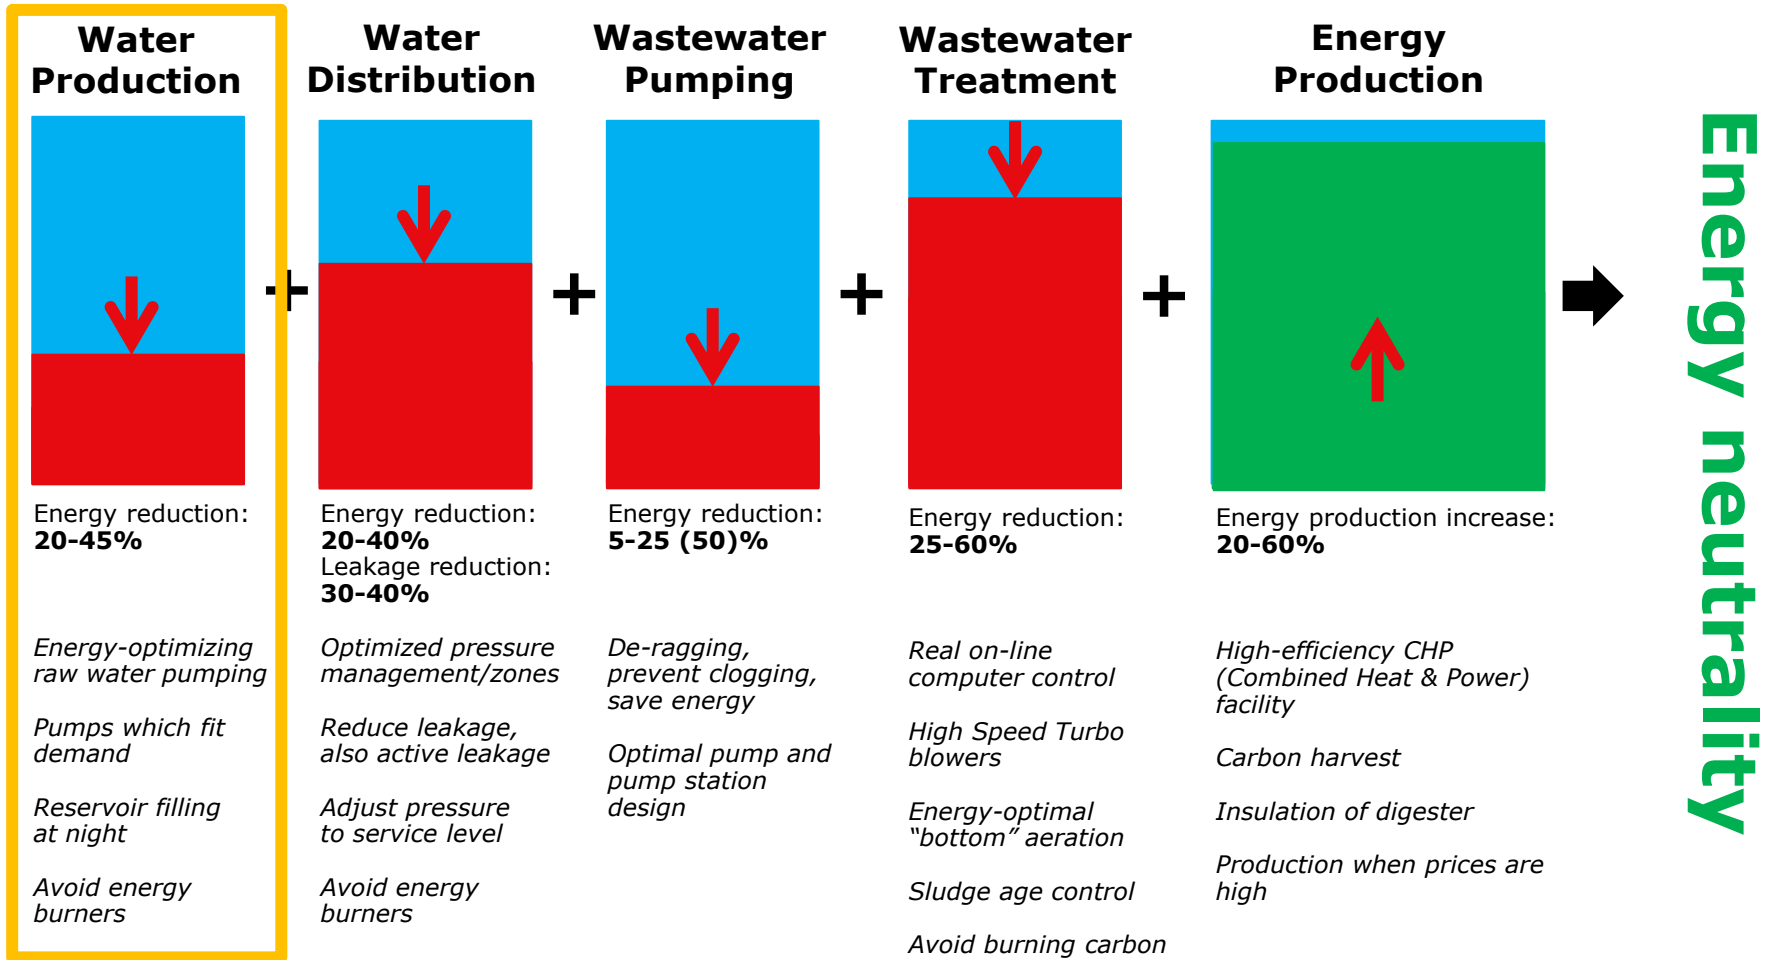 Water
Production
Energy reduction:
20-45%
Energy-optimizing
raw water pumping
Pumps which fit
demand
Reservoir filling
at night
Avoid energy
burners
+
Water
Distribution
Energy reduction:
20-40%
Leakage reduction:
30-40%
Optimized pressure
management/zones
Reduce leakage,
also active leakage
Adjust pressure
to service level
Avoid energy
burners
+
Wastewater
Pumping
Energy reduction:
5-25 (50)%
De-ragging,
prevent clogging,
save energy
Optimal pump and
pump station
design
+
Wastewater
Treatment
Energy reduction:
25-60%
Real on-line
computer control
High Speed Turbo
blowers
Energy-optimal
“bottom” aeration
Sludge age control
Avoid burning carbon
+
Energy
Production
Energy production increase:
20-60%
High-efficiency CHP
(Combined Heat & Power)
facility
Carbon harvest
Insulation of digester
Production when prices are
high
Energy neutrality